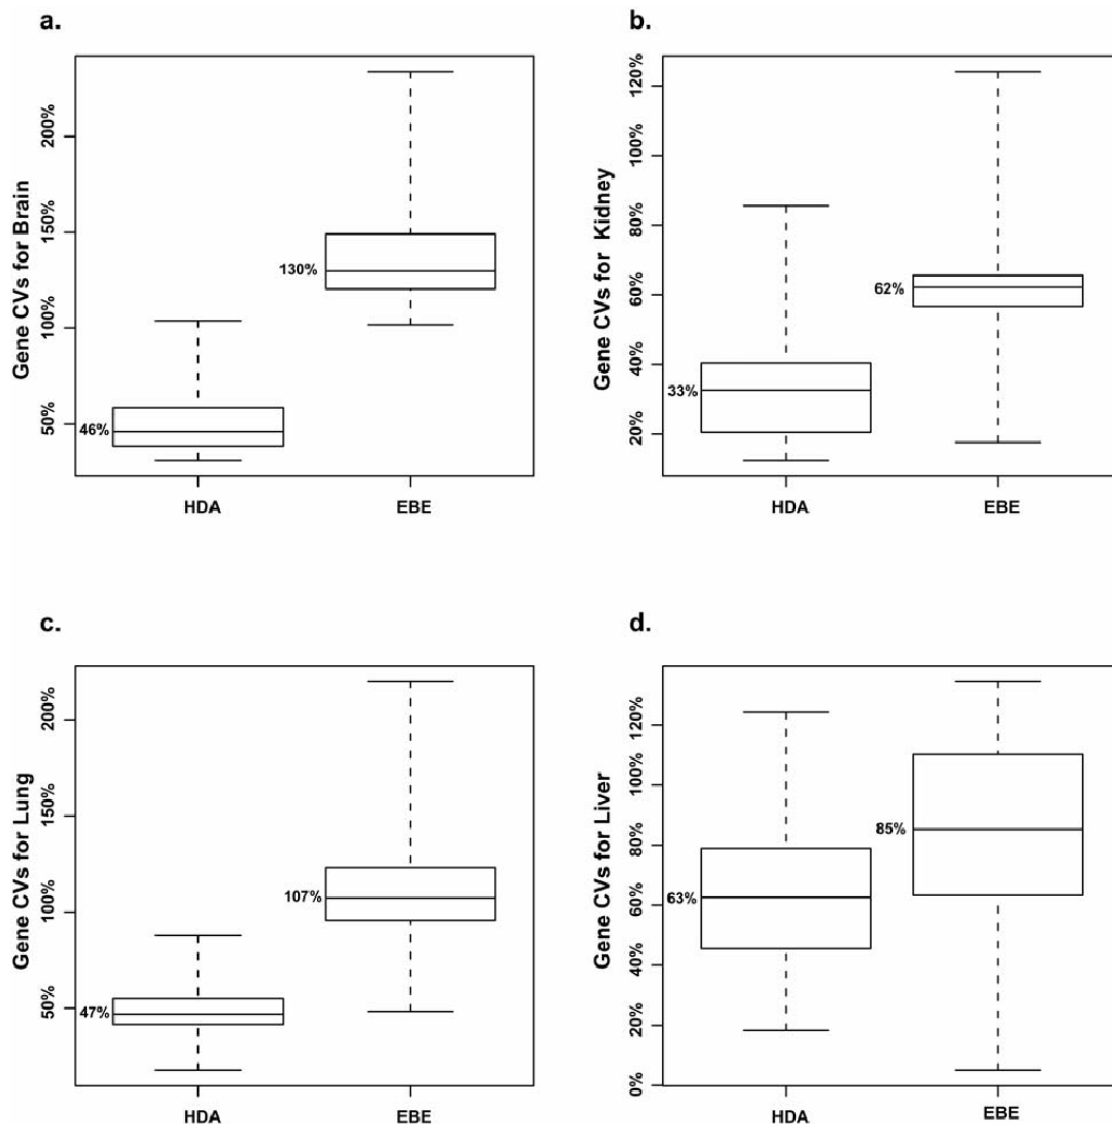 a.
Gene CVs for Brain
200%
150%
100%
50%
130%
46%
HDA
EBE
b.
Gene CVs for Kidney
120%
100%
80%
60%
40%
20%
62%
33%
HDA
EBE
c.
Gene CVs for Lung
200%
150%
100%
50%
107%
47%
HDA
EBE
d.
Gene CVs for Liver
120%
100%
80%
60%
40%
20%
0%
85%
63%
HDA
EBE